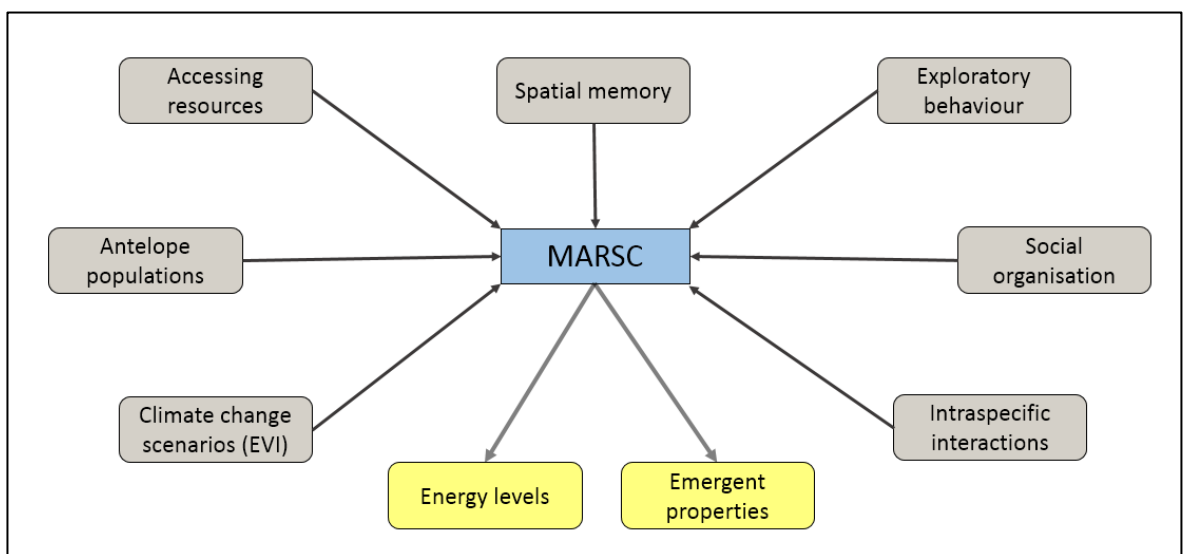 Accessing
resources
Spatial memory
Exploratory
behaviour
Antelope
populations
MARSC
Social
organisation
Climate change
scenarios (EVI)
Intraspecific
interactions
Energy levels
Emergent
properties